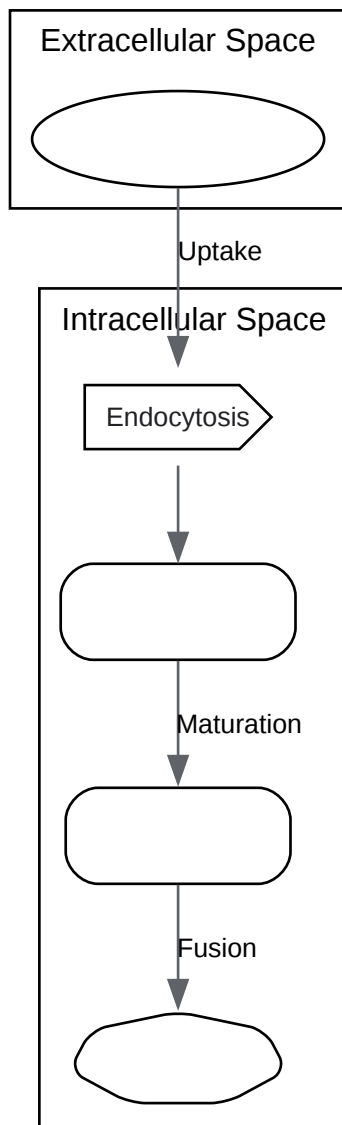 Extracellular Space
Uptake
Intracellular Space
Endocytosis
Maturation
Fusion